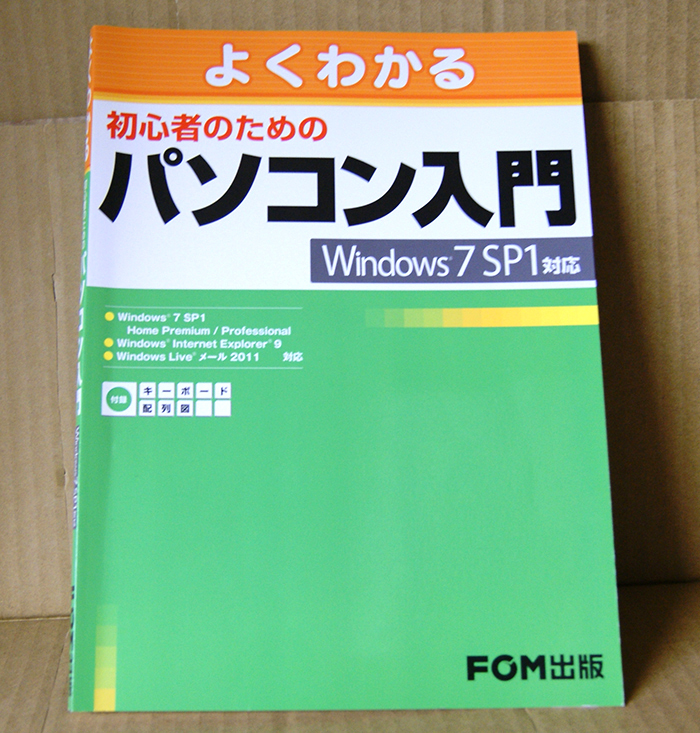 よくわかる
初心者のための
パソコン入門
Windows® 7 SP1 対応
Windows® 7 SP1
Home Premium / Professional
Windows® Internet Explorer® 9
Windows Live® メール 2011 対応
付録
キーボード
配列図
FOM出版